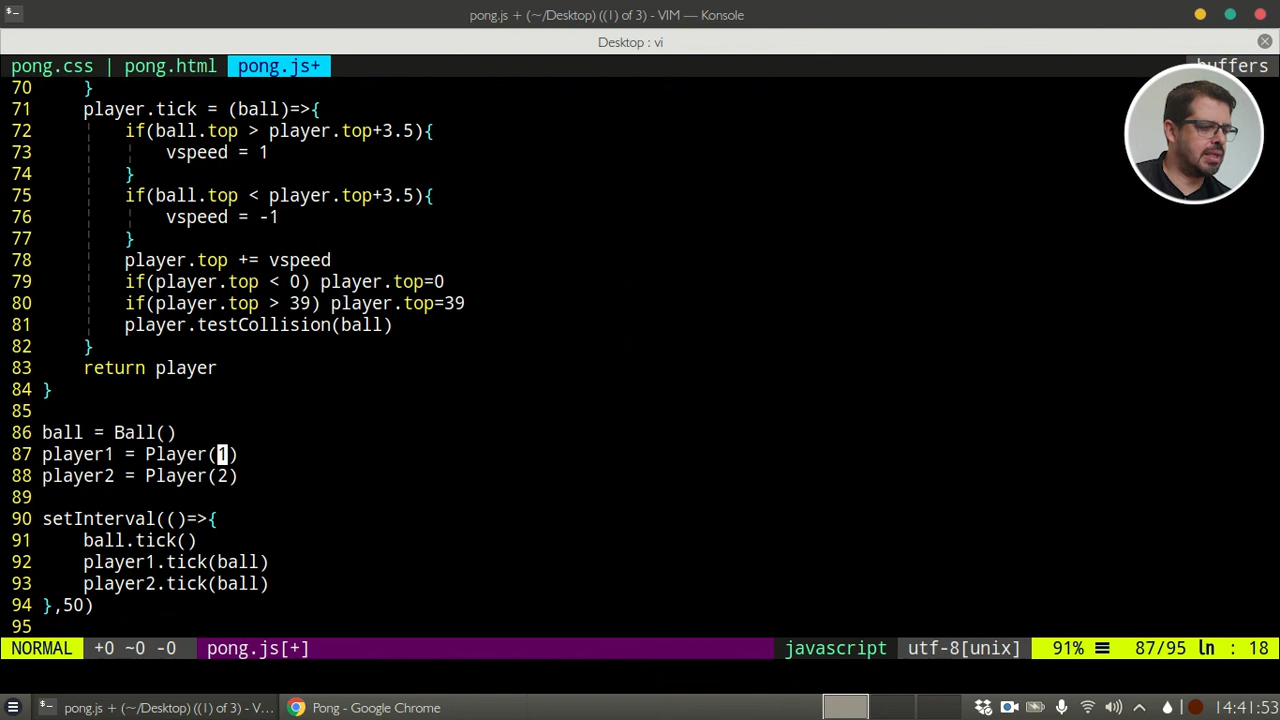 pong.js + (~/Desktop) ((1) of 3) - VIM — Konsole
Desktop : vi
pong.css | pong.html pong.js+ buffers
70 }
71 player.tick = (ball)=>{
72 if(ball.top > player.top+3.5){
73 vspeed = 1
74 }
75 if(ball.top < player.top+3.5){
76 vspeed = -1
77 }
78 player.top += vspeed
79 if(player.top < 0) player.top=0
80 if(player.top > 39) player.top=39
81 player.testCollision(ball)
82 }
83 return player
84 }
85
86 ball = Ball()
87 player1 = Player(1)
88 player2 = Player(2)
89
90 setInterval(()=>{
91 ball.tick()
92 player1.tick(ball)
93 player2.tick(ball)
94 },50)
95
NORMAL +0 ~0 -0 pong.js[+] javascript utf-8[unix] 91% ☰ 87/95 ln : 18
pong.js + (~/Desktop) ((1) of 3) - V... Pong - Google Chrome 14:41:53